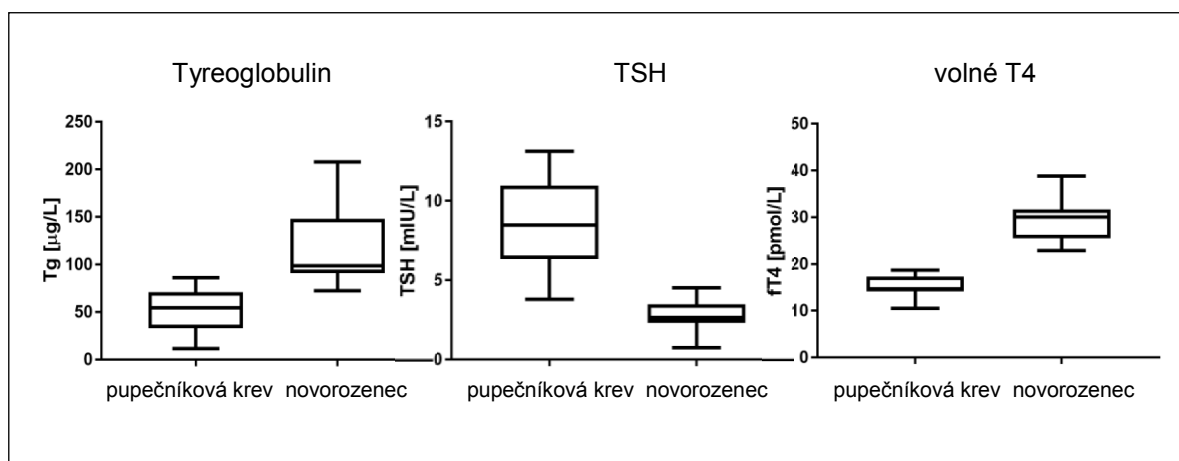 Tyreoglobulin
250
200
150
100
50
0
Tg [µg/L]
pupečníková krev novorozenec
TSH
15
10
5
0
TSH [mIU/L]
pupečníková krev novorozenec
volné T4
50
40
30
20
10
0
fT4 [pmol/L]
pupečníková krev novorozenec